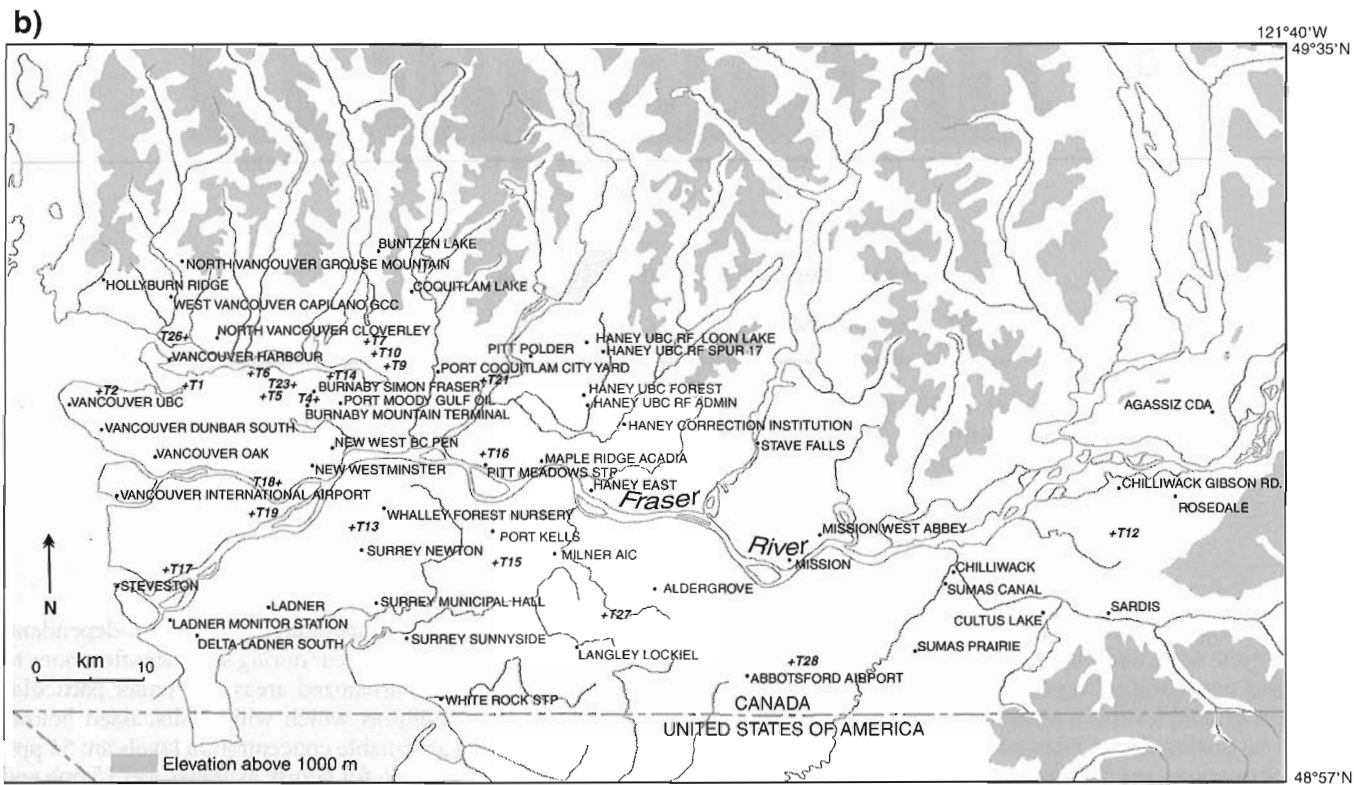 b)
121°40'W
49°35'N
BUNTZEN LAKE
NORTH VANCOUVER GROUSE MOUNTAIN
HOLLYBURN RIDGE
COQUITLAM LAKE
WEST VANCOUVER CAPILANO GCC
NORTH VANCOUVER CLOVERLEY
T26+
+T7
HANEY UBC RF LOON LAKE
PITT POLDER
HANEY UBC RF SPUR 17
+T10
VANCOUVER HARBOUR
+T9
PORT COQUITLAM CITY YARD
+T6
+T14
+T21
+T2
+T1
T23+
BURNABY SIMON FRASER
HANEY UBC FOREST
+T5
T4+
PORT MOODY GULF OIL
VANCOUVER UBC
HANEY UBC RF ADMIN
AGASSIZ CDA
BURNABY MOUNTAIN TERMINAL
VANCOUVER DUNBAR SOUTH
HANEY CORRECTION INSTITUTION
NEW WEST BC PEN
STAVE FALLS
VANCOUVER OAK
+T16
MAPLE RIDGE ACADIA
NEW WESTMINSTER
PITT MEADOWS STP
T18+
HANEY EAST
CHILLIWACK GIBSON RD.
VANCOUVER INTERNATIONAL AIRPORT
Fraser
ROSEDALE
+T19
WHALLEY FOREST NURSERY
+T13
MISSION WEST ABBEY
+T12
PORT KELLS
River
SURREY NEWTON
MILNER AIC
+T15
MISSION
+T17
CHILLIWACK
STEVESTON
ALDERGROVE
SUMAS CANAL
N
LADNER
SURREY MUNICIPAL HALL
+T27
SARDIS
LADNER MONITOR STATION
CULTUS LAKE
DELTA LADNER SOUTH
SURREY SUNNYSIDE
SUMAS PRAIRIE
LANGLEY LOCKIEL
km
+T28
0 10
ABBOTSFORD AIRPORT
WHITE ROCK STP
CANADA
UNITED STATES OF AMERICA
Elevation above 1000 m
48°57'N